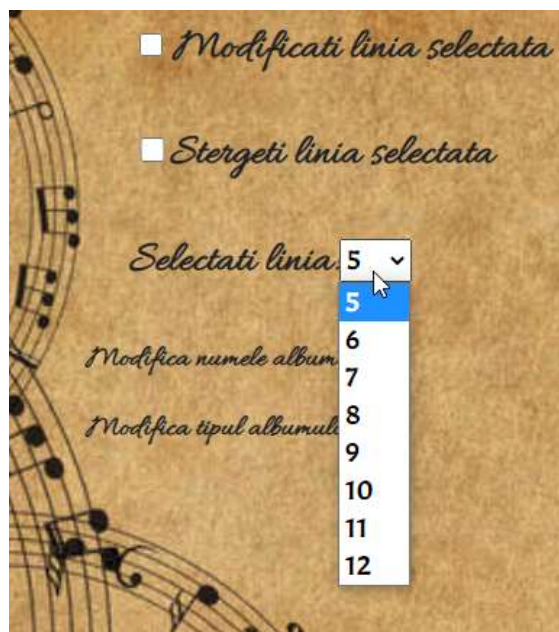 Modificati linia selectata
Stergeti linia selectata
Selectati linia: 5
5
6
Modifica numele album
7
8
Modifica tipul albumul
9
10
11
12